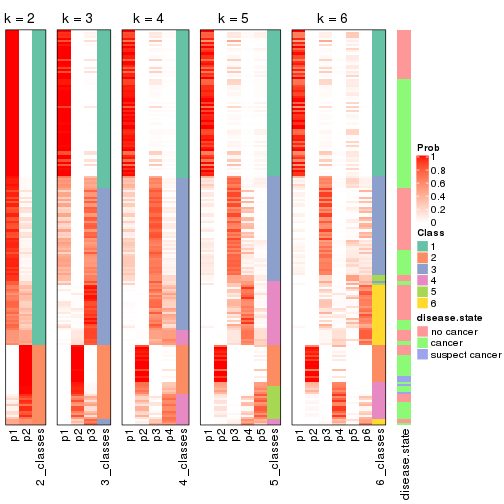 k = 2 k = 3 k = 4 k = 5 k = 6
Prob
1
0.8
0.6
0.4
0.2
0
Class
1
2
3
4
5
6
disease.state
no cancer
cancer
suspect cancer
p1 p2 2_classes p1 p2 p3 3_classes p1 p2 p3 p4 4_classes p1 p2 p3 p4 p5 5_classes p1 p2 p3 p4 p5 p6 6_classes disease.state